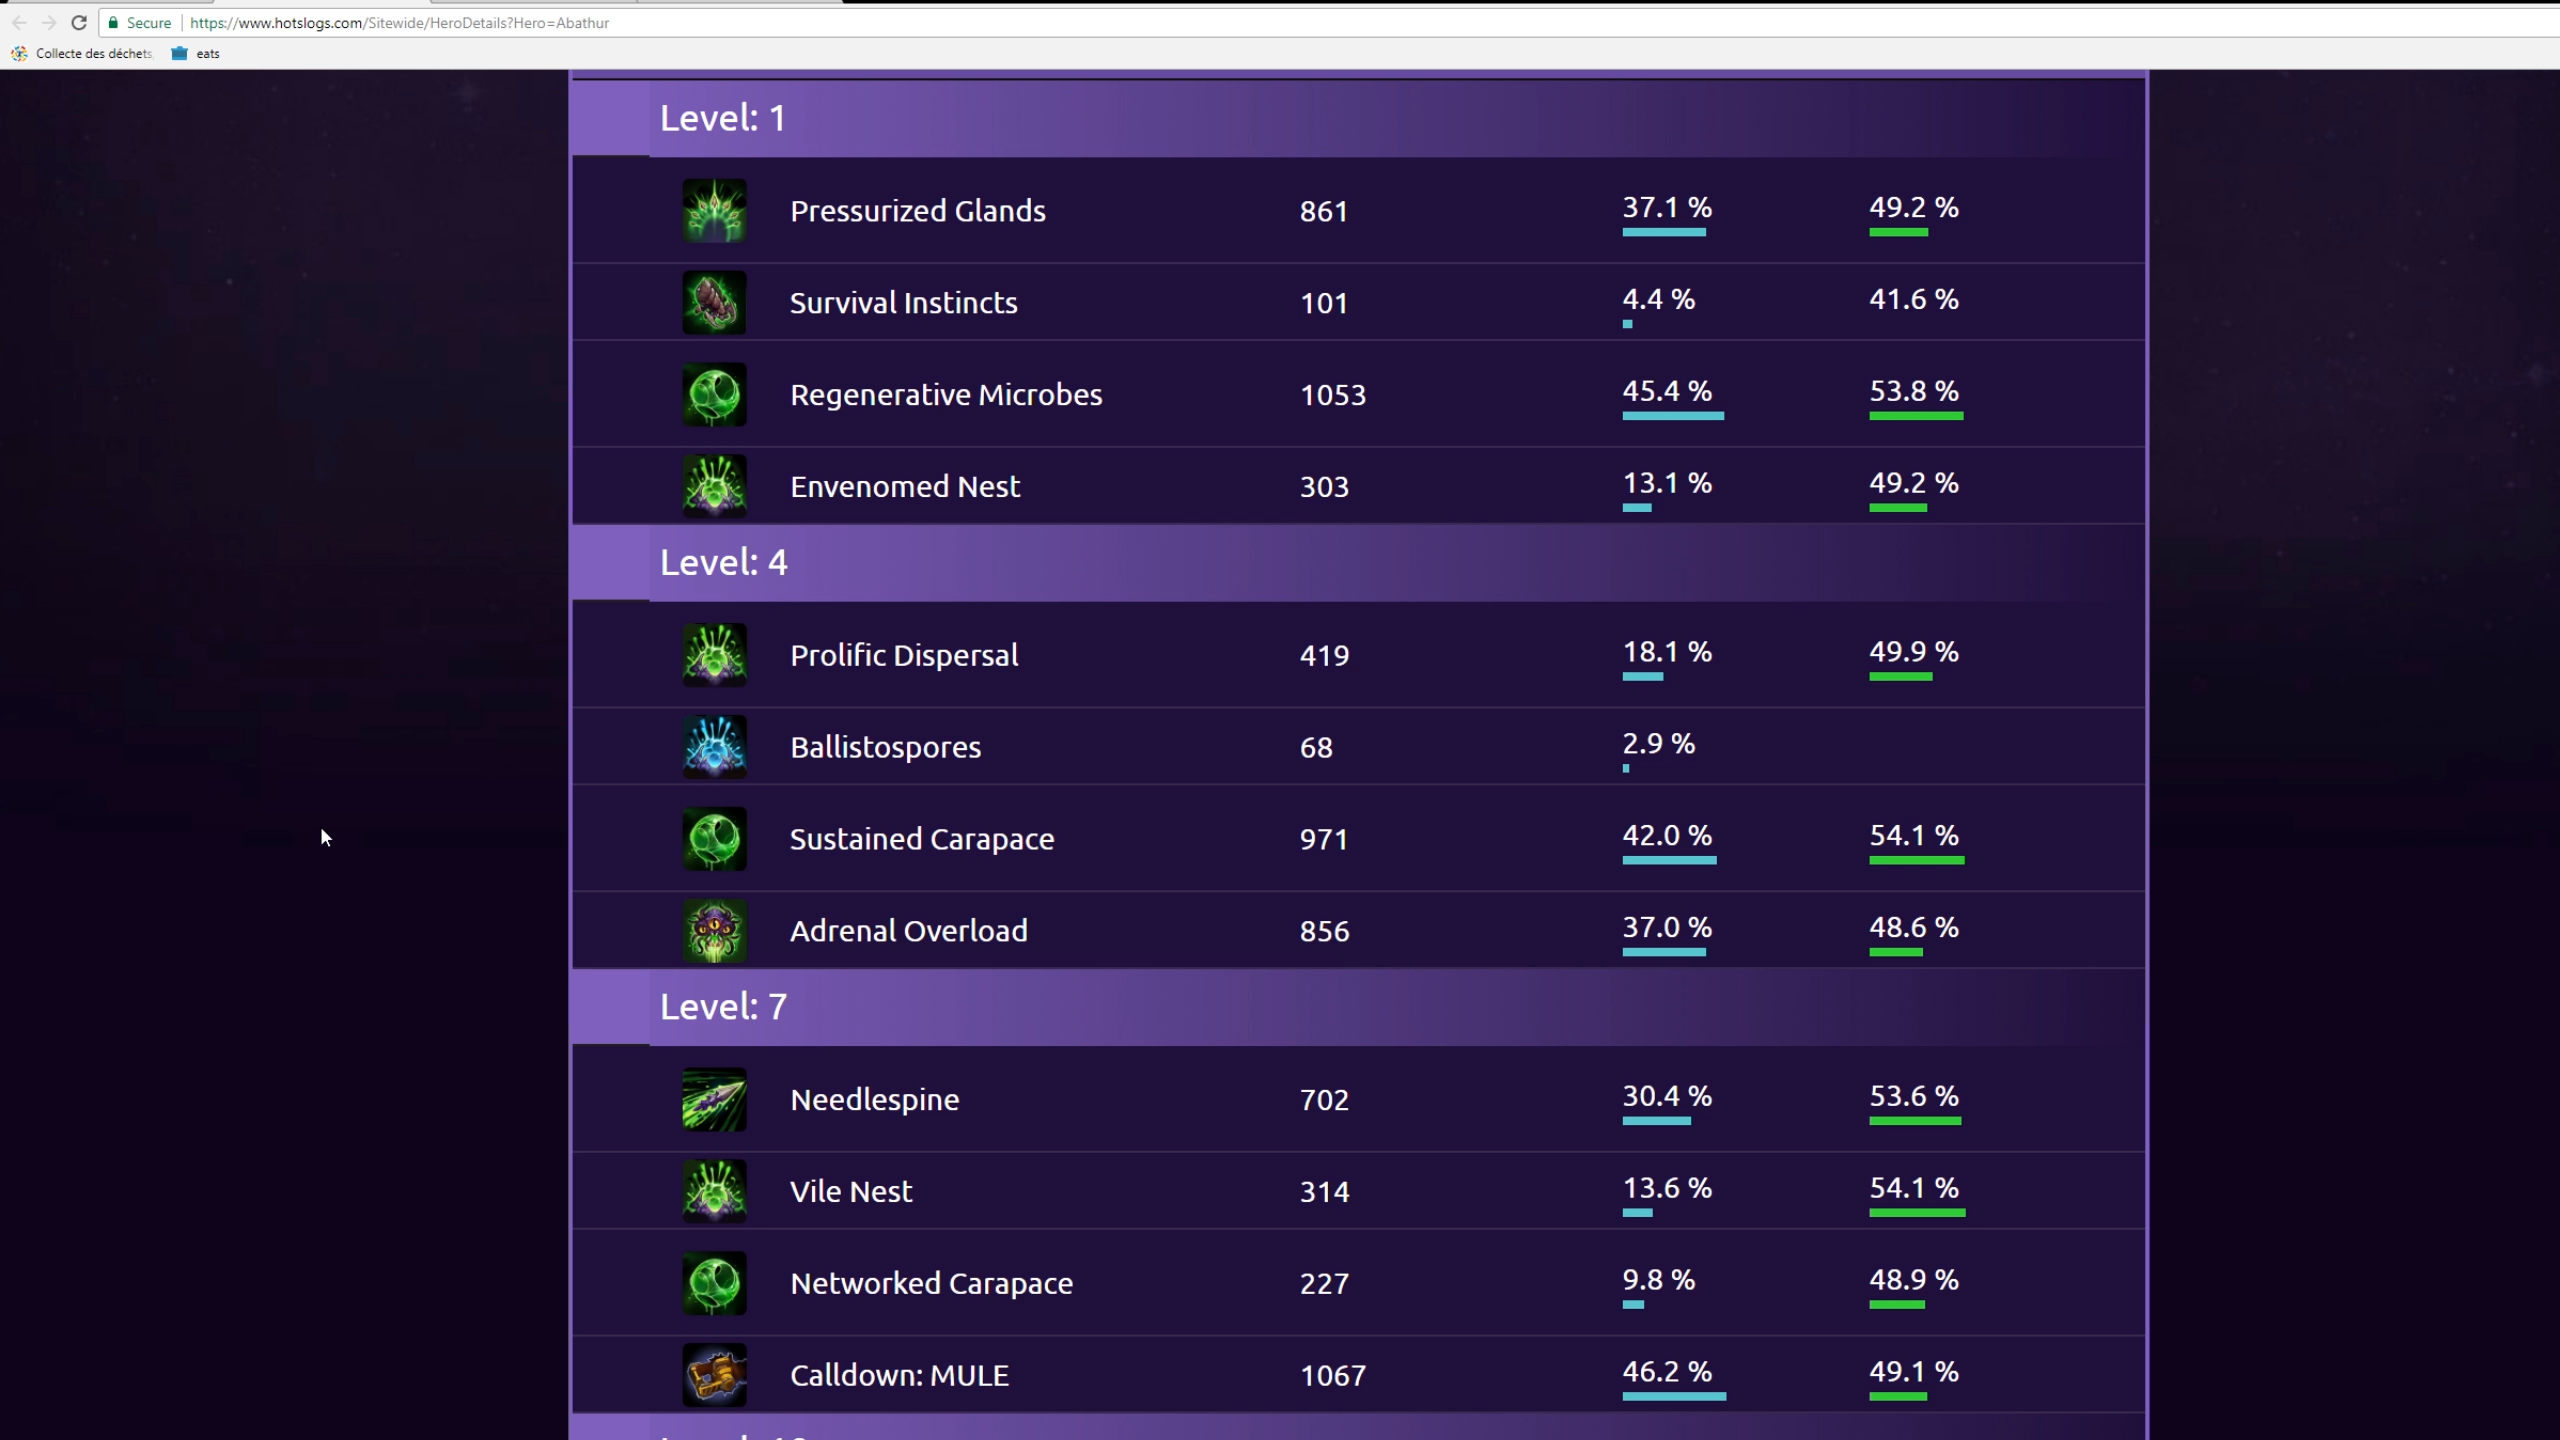 Secure https://www.hotslogs.com/Sitewide/HeroDetails?Hero=Abathur
Collecte des déchets eats
Level: 1
Pressurized Glands 861 37.1 % 49.2 %
Survival Instincts 101 4.4 % 41.6 %
Regenerative Microbes 1053 45.4 % 53.8 %
Envenomed Nest 303 13.1 % 49.2 %
Level: 4
Prolific Dispersal 419 18.1 % 49.9 %
Ballistospores 68 2.9 %
Sustained Carapace 971 42.0 % 54.1 %
Adrenal Overload 856 37.0 % 48.6 %
Level: 7
Needlespine 702 30.4 % 53.6 %
Vile Nest 314 13.6 % 54.1 %
Networked Carapace 227 9.8 % 48.9 %
Calldown: MULE 1067 46.2 % 49.1 %